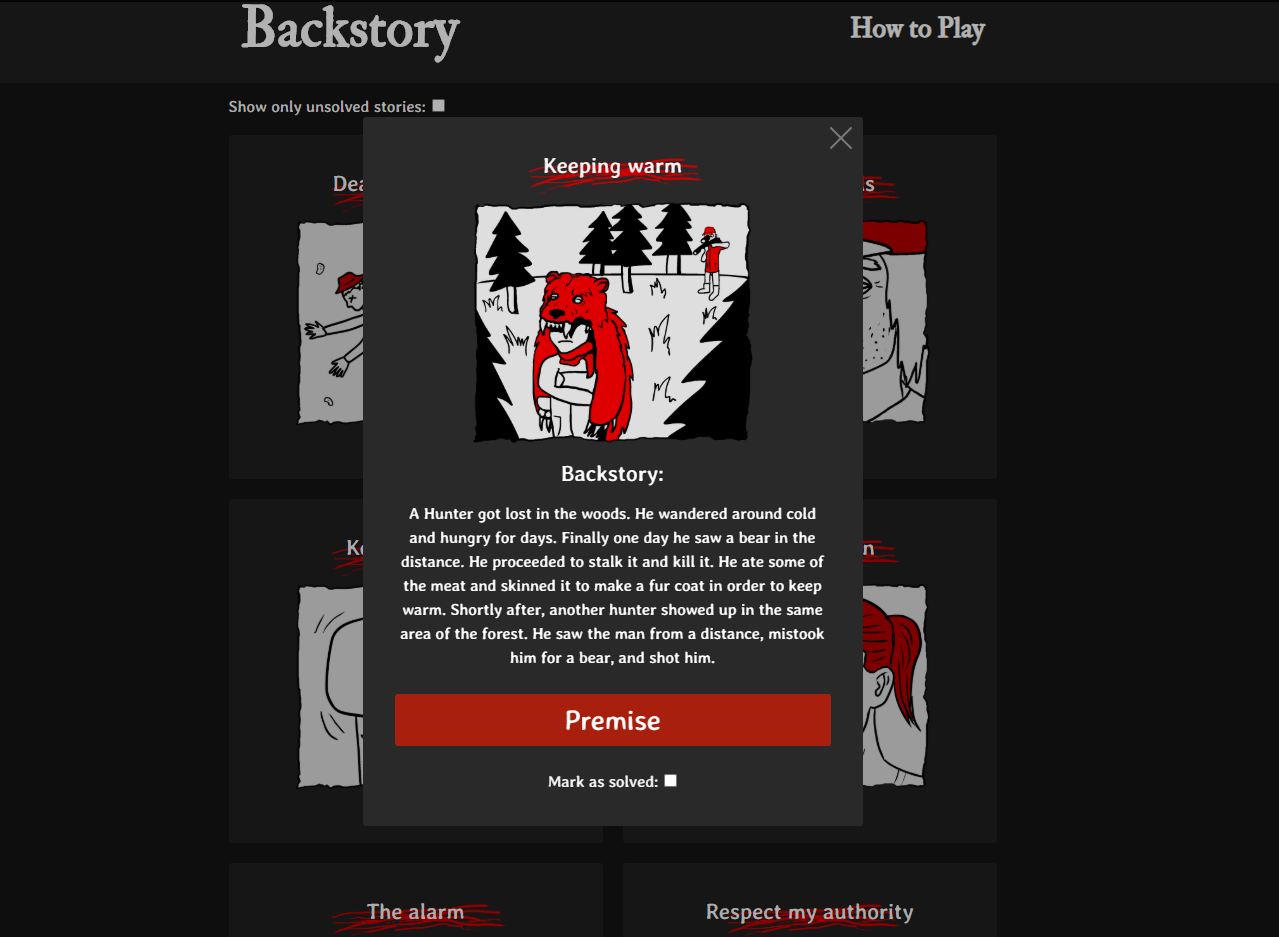 Backstory
How to Play
Show only unsolved stories:
Keeping warm
Backstory:
A Hunter got lost in the woods. He wandered around cold
and hungry for days. Finally one day he saw a bear in the
distance. He proceeded to stalk it and kill it. He ate some of
the meat and skinned it to make a fur coat in order to keep
warm. Shortly after, another hunter showed up in the same
area of the forest. He saw the man from a distance, mistook
him for a bear, and shot him.
Premise
Mark as solved:
The alarm
Respect my authority